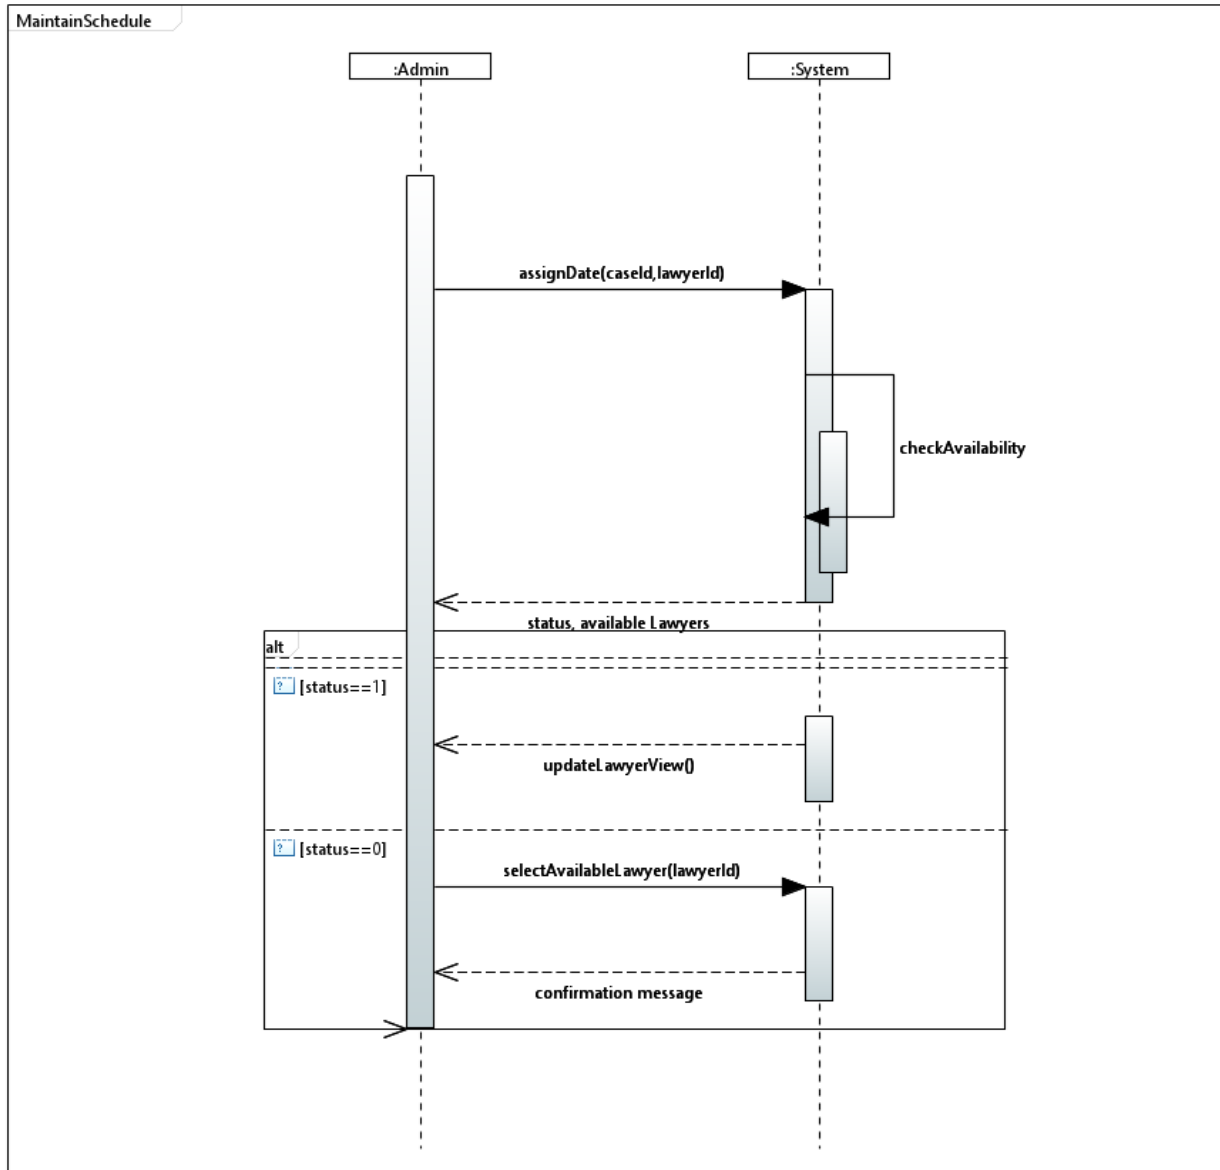 MaintainSchedule
:Admin
:System
assignDate(caseId,lawyerId)
checkAvailability
status, available Lawyers
alt
? [status==1]
updateLawyerView()
? [status==0]
selectAvailableLawyer(lawyerId)
confirmation message